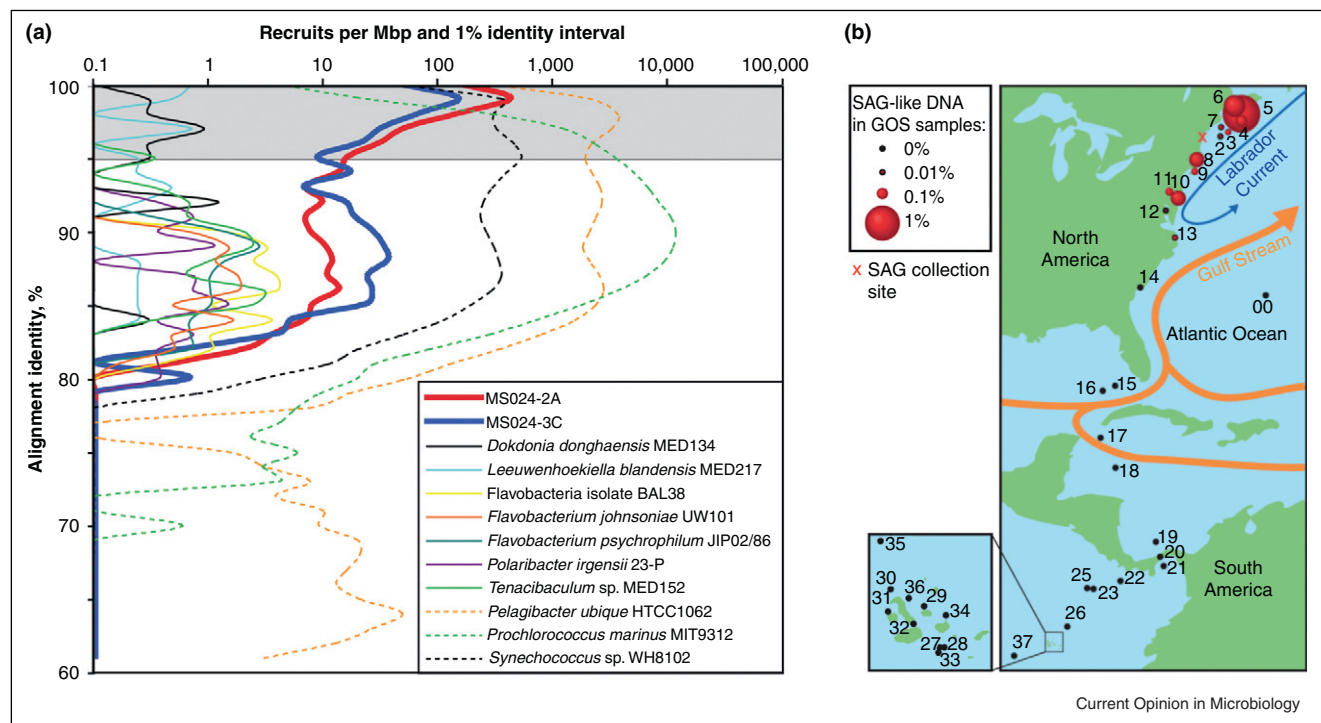 (a)
Recruits per Mbp and 1% identity interval
0.1 1 10 100 1,000 10,000 100,000
Alignment identity, %
100
90
80
70
60
MS024-2A
MS024-3C
Dokdonia donghaensis MED134
Leeuwenhoekiella blandensis MED217
Flavobacteria isolate BAL38
Flavobacterium johnsoniae UW101
Flavobacterium psychrophilum JIP02/86
Polaribacter irgensii 23-P
Tenacibaculum sp. MED152
Pelagibacter ubique HTCC1062
Prochlorococcus marinus MIT9312
Synechococcus sp. WH8102
(b)
SAG-like DNA
in GOS samples:
0%
0.01%
0.1%
1%
x SAG collection
site
6
5
7
4
3
2
8
9
Labrador
Current
11
10
12
13
North
America
Gulf Stream
14
00
Atlantic Ocean
15
16
17
18
19
20
21
22
25
23
South
America
26
37
35
30
36
29
31
34
32
27
28
33
Current Opinion in Microbiology